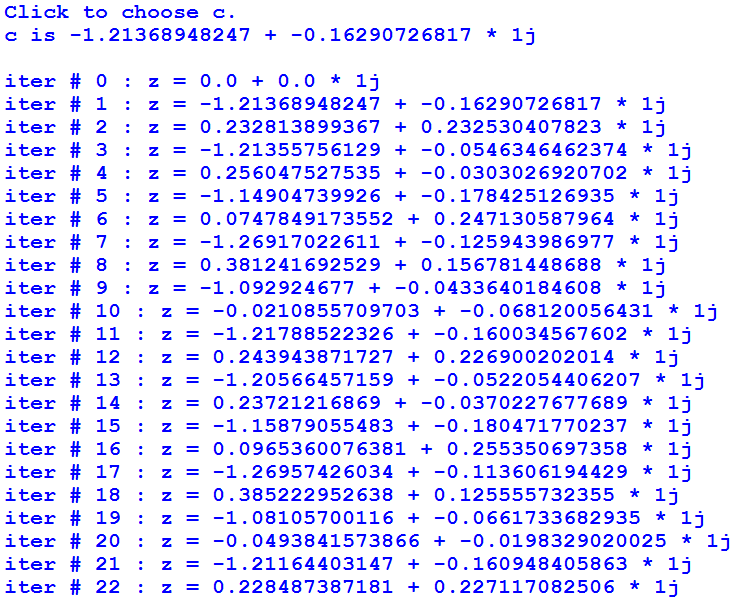 Click to choose c.
c is -1.21368948247 + -0.16290726817 * 1j
iter # 0 : z = 0.0 + 0.0 * 1j
iter # 1 : z = -1.21368948247 + -0.16290726817 * 1j
iter # 2 : z = 0.232813899367 + 0.232530407823 * 1j
iter # 3 : z = -1.21355756129 + -0.0546346462374 * 1j
iter # 4 : z = 0.256047527535 + -0.0303026920702 * 1j
iter # 5 : z = -1.14904739926 + -0.178425126935 * 1j
iter # 6 : z = 0.0747849173552 + 0.247130587964 * 1j
iter # 7 : z = -1.26917022611 + -0.125943986977 * 1j
iter # 8 : z = 0.381241692529 + 0.156781448688 * 1j
iter # 9 : z = -1.092924677 + -0.0433640184608 * 1j
iter # 10 : z = -0.0210855709703 + -0.068120056431 * 1j
iter # 11 : z = -1.21788522326 + -0.160034567602 * 1j
iter # 12 : z = 0.243943871727 + 0.226900202014 * 1j
iter # 13 : z = -1.20566457159 + -0.0522054406207 * 1j
iter # 14 : z = 0.23721216869 + -0.0370227677689 * 1j
iter # 15 : z = -1.15879055483 + -0.180471770237 * 1j
iter # 16 : z = 0.0965360076381 + 0.255350697358 * 1j
iter # 17 : z = -1.26957426034 + -0.113606194429 * 1j
iter # 18 : z = 0.385222952638 + 0.125555732355 * 1j
iter # 19 : z = -1.08105700116 + -0.0661733682935 * 1j
iter # 20 : z = -0.0493841573866 + -0.0198329020025 * 1j
iter # 21 : z = -1.21164403147 + -0.160948405863 * 1j
iter # 22 : z = 0.228487387181 + 0.227117082506 * 1j